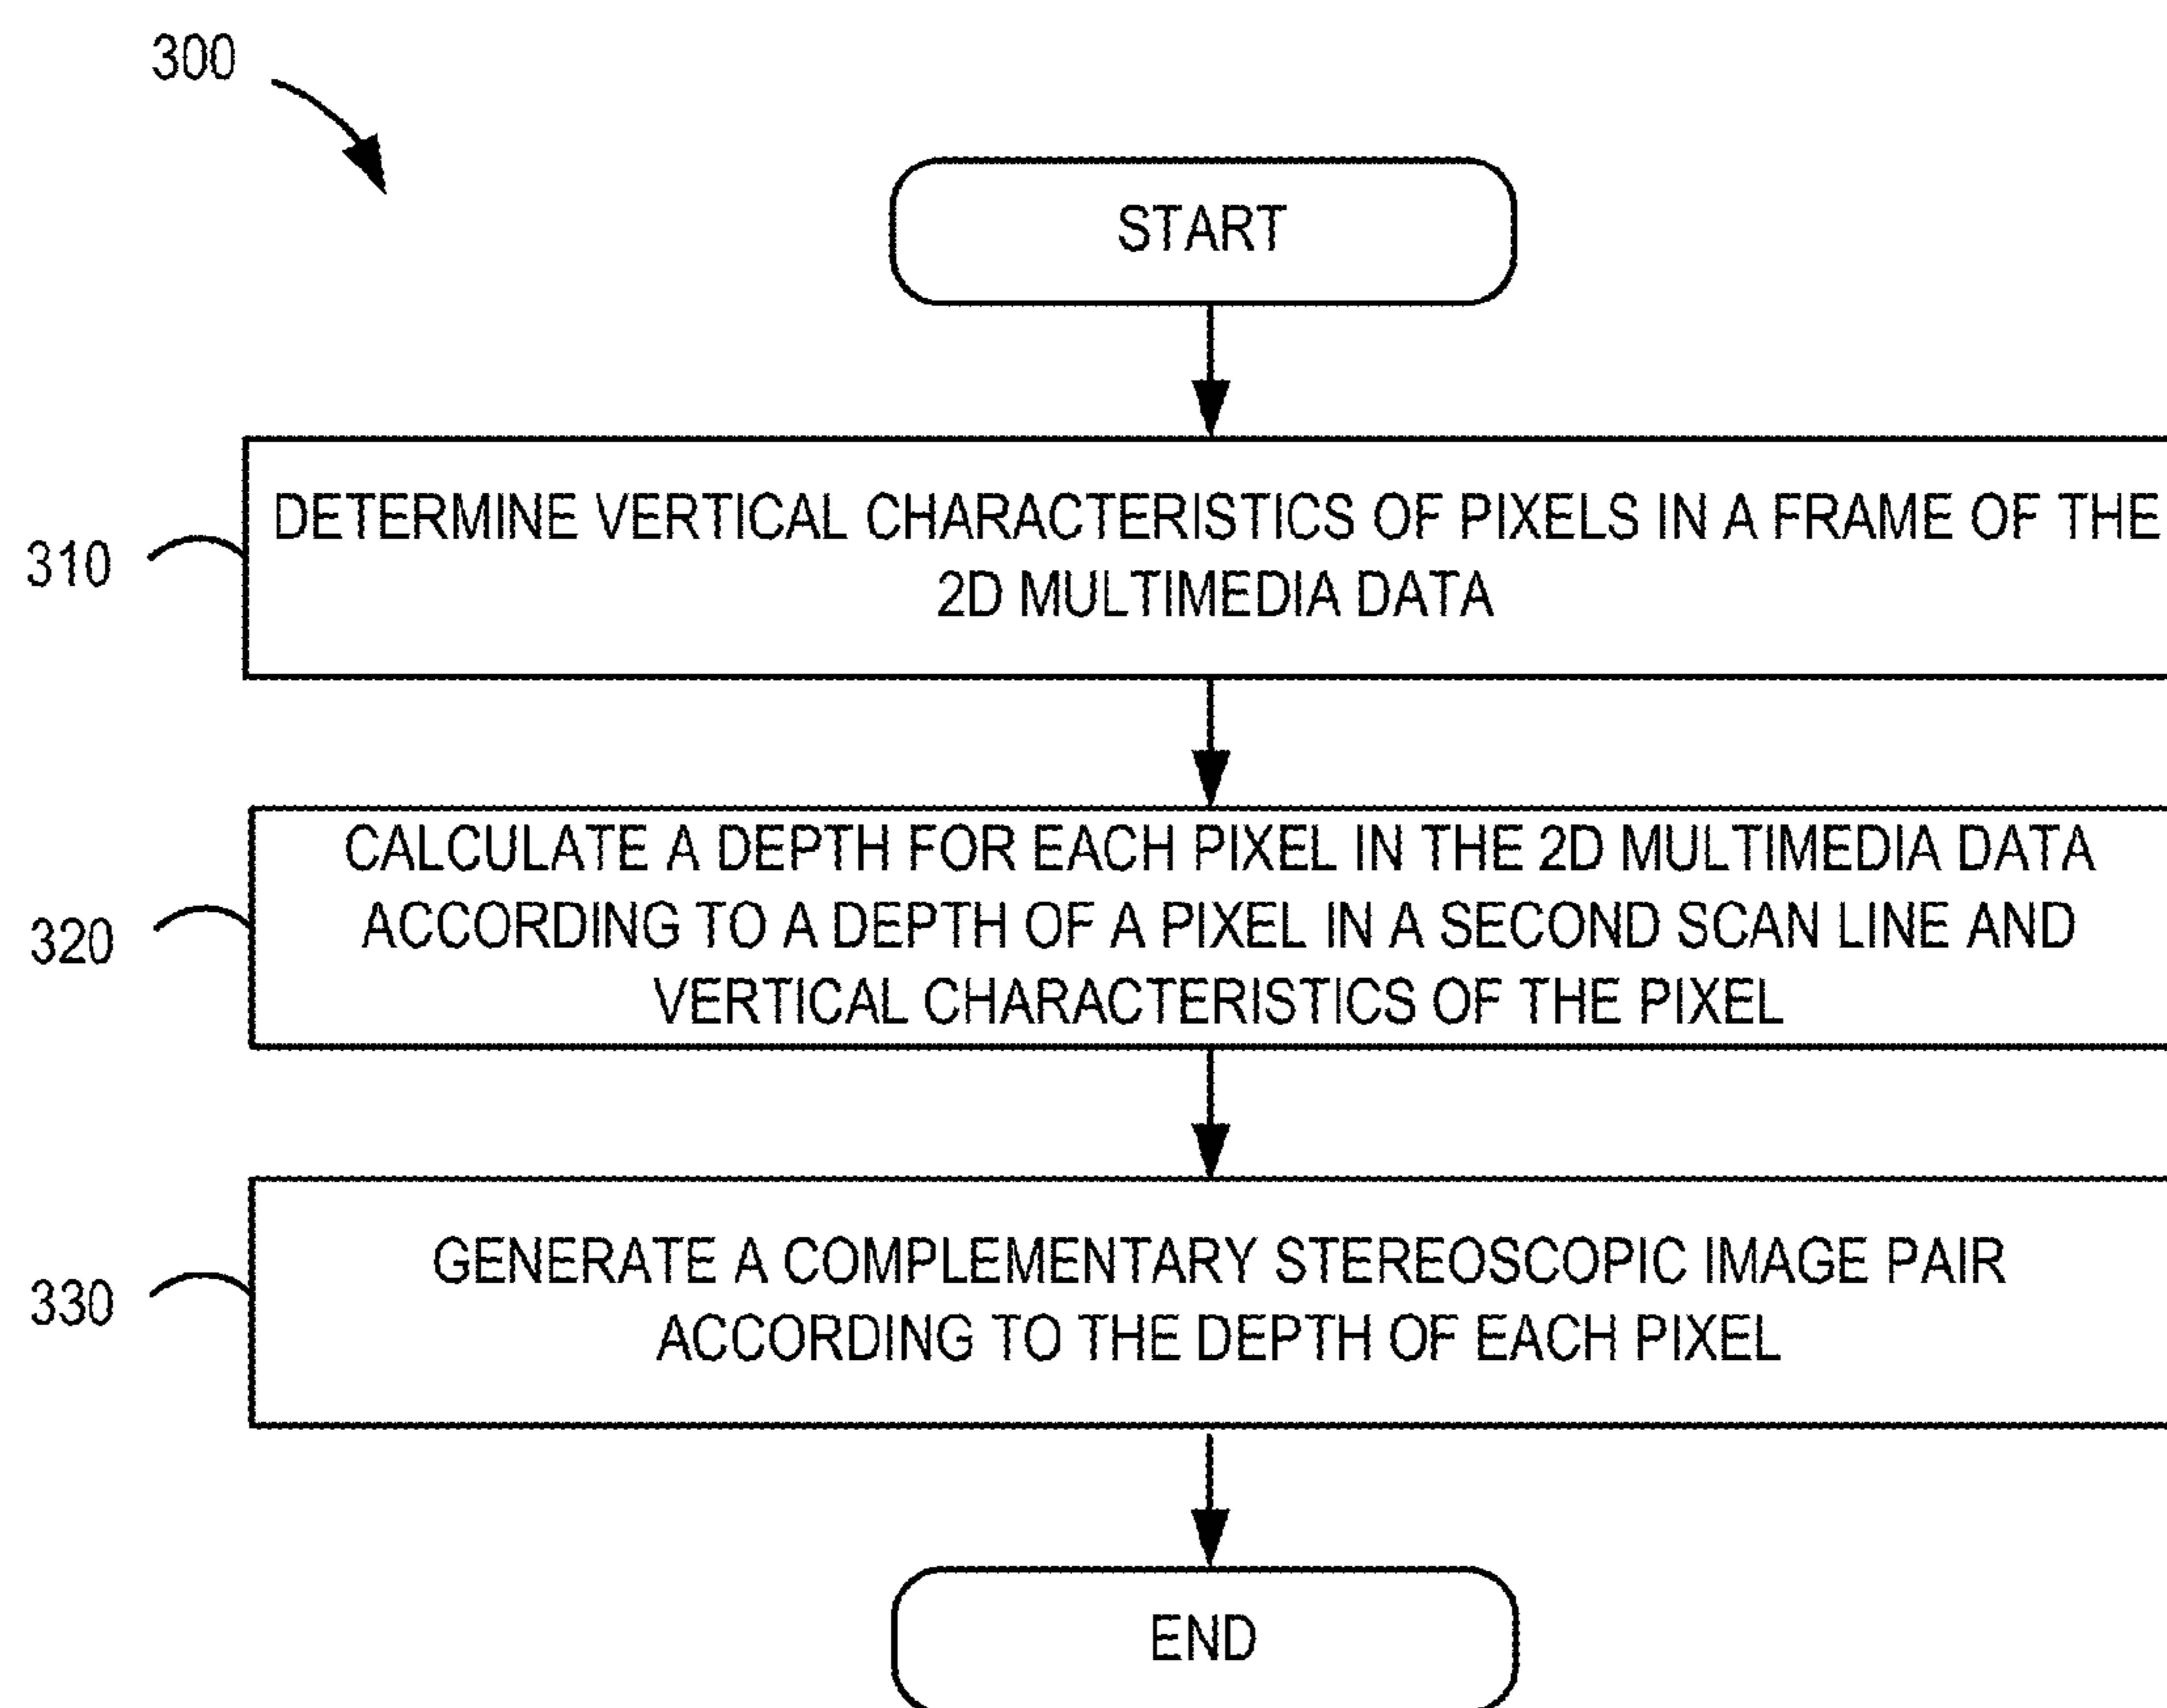 300
START
310
DETERMINE VERTICAL CHARACTERISTICS OF PIXELS IN A FRAME OF THE
2D MULTIMEDIA DATA
320
CALCULATE A DEPTH FOR EACH PIXEL IN THE 2D MULTIMEDIA DATA
ACCORDING TO A DEPTH OF A PIXEL IN A SECOND SCAN LINE AND
VERTICAL CHARACTERISTICS OF THE PIXEL
330
GENERATE A COMPLEMENTARY STEREOSCOPIC IMAGE PAIR
ACCORDING TO THE DEPTH OF EACH PIXEL
END